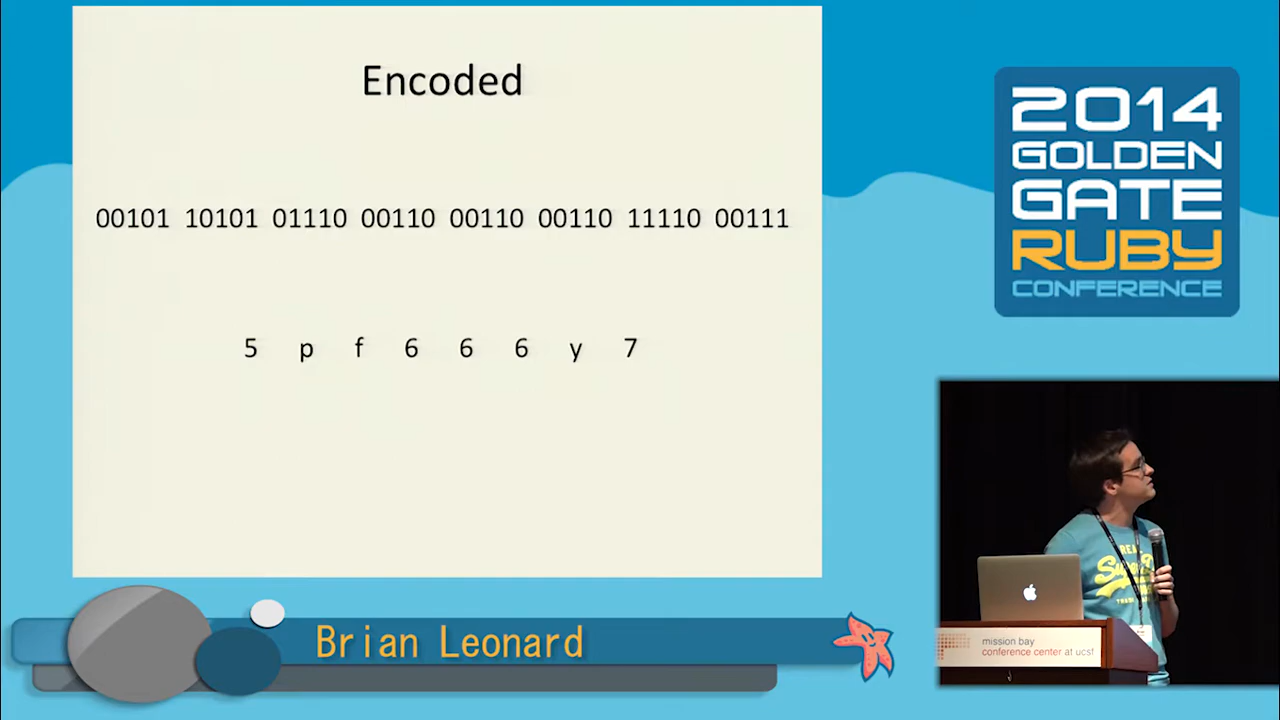 Encoded
00101 10101 01110 00110 00110 00110 11110 00111
5 p f 6 6 6 y 7
2014
GOLDEN
GATE
RUBY
CONFERENCE
mission bay
conference center at ucsf
Brian Leonard